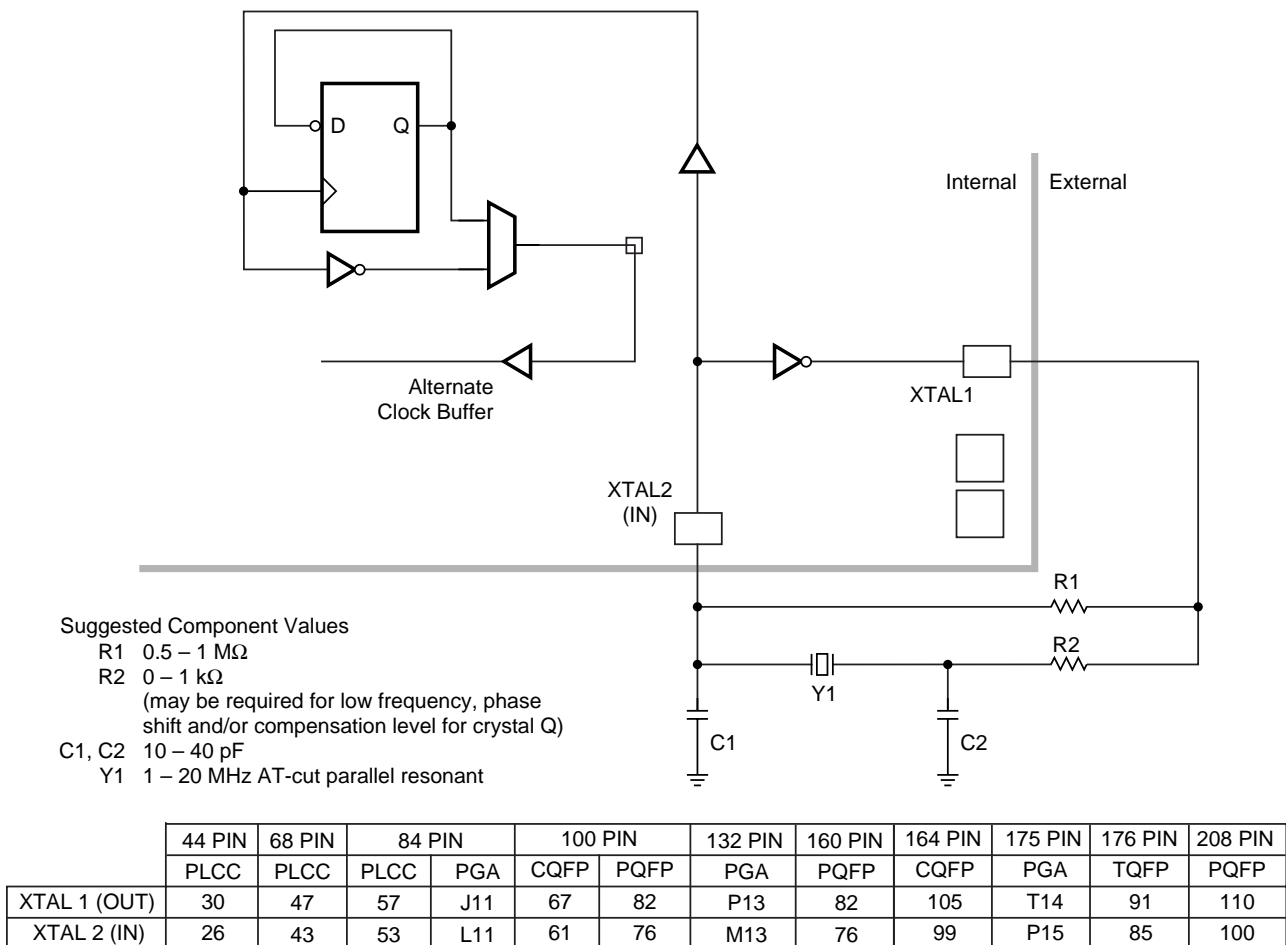 D Q
Internal External
Alternate
Clock Buffer
XTAL1
XTAL2
(IN)
R1
R2
Y1
C1 C2
Suggested Component Values
R1 0.5 – 1 MΩ
R2 0 – 1 kΩ
(may be required for low frequency, phase
shift and/or compensation level for crystal Q)
C1, C2 10 – 40 pF
Y1 1 – 20 MHz AT-cut parallel resonant
44 PIN 68 PIN 84 PIN 100 PIN 132 PIN 160 PIN 164 PIN 175 PIN 176 PIN 208 PIN
PLCC PLCC PLCC PGA CQFP PQFP PGA PQFP CQFP PGA TQFP PQFP
XTAL 1 (OUT) 30 47 57 J11 67 82 P13 82 105 T14 91 110
XTAL 2 (IN) 26 43 53 L11 61 76 M13 76 99 P15 85 100